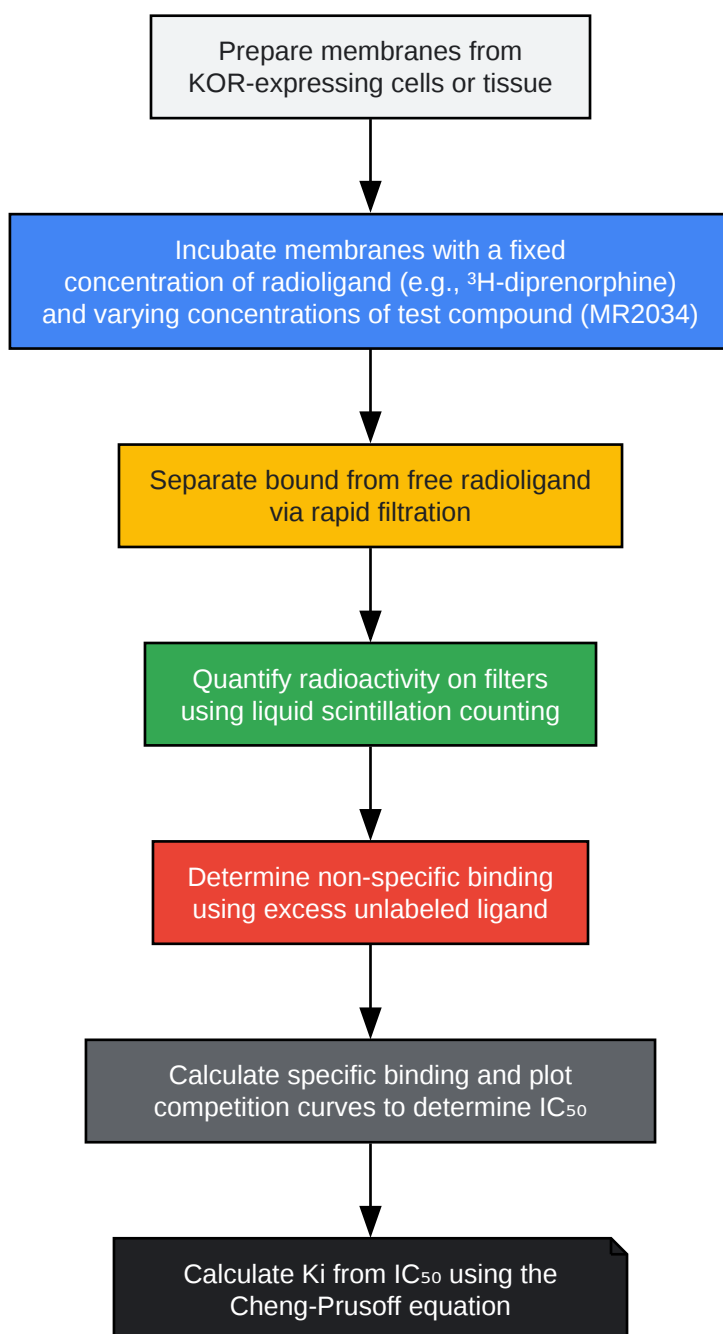 Prepare membranes from
KOR-expressing cells or tissue
Incubate membranes with a fixed
concentration of radioligand (e.g., ³H-diprenorphine)
and varying concentrations of test compound (MR2034)
Separate bound from free radioligand
via rapid filtration
Quantify radioactivity on filters
using liquid scintillation counting
Determine non-specific binding
using excess unlabeled ligand
Calculate specific binding and plot
competition curves to determine IC₅₀
Calculate Ki from IC₅₀ using the
Cheng-Prusoff equation